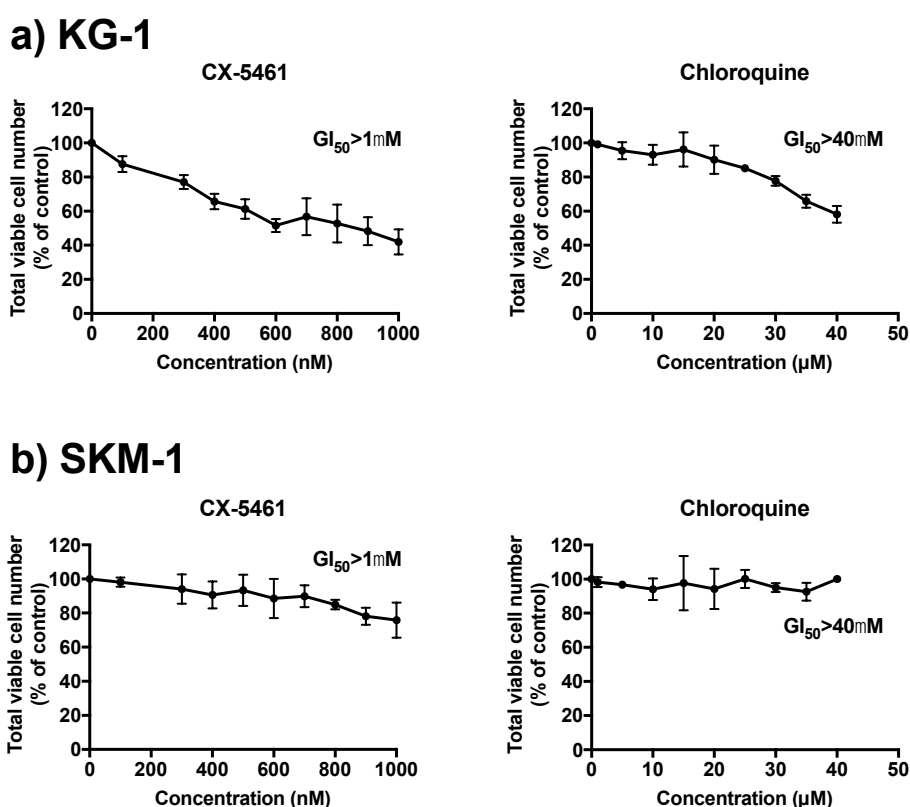 a) KG-1
CX-5461
Total viable cell number
(% of control)
120
100
80
60
40
20
0
GI50>1mM
0 200 400 600 800 1000
Concentration (nM)
Chloroquine
Total viable cell number
(% of control)
120
100
80
60
40
20
0
GI50>40mM
0 10 20 30 40 50
Concentration (µM)
b) SKM-1
CX-5461
Total viable cell number
(% of control)
120
100
80
60
40
20
0
GI50>1mM
0 200 400 600 800 1000
Concentration (nM)
Chloroquine
Total viable cell number
(% of control)
120
100
80
60
40
20
0
GI50>40mM
0 10 20 30 40 50
Concentration (µM)